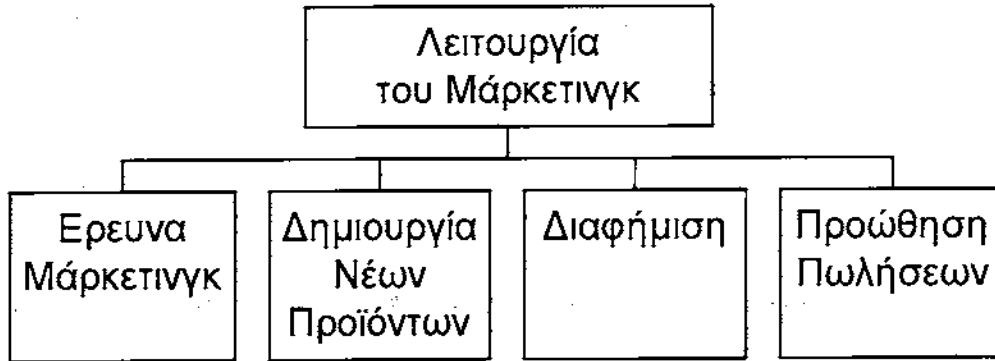 Λειτουργία
του Μάρκετινγκ
Ερευνα
Μάρκετινγκ
Δημιουργία
Νέων
Προϊόντων
Διαφήμιση
Προώθηση
Πωλήσεων